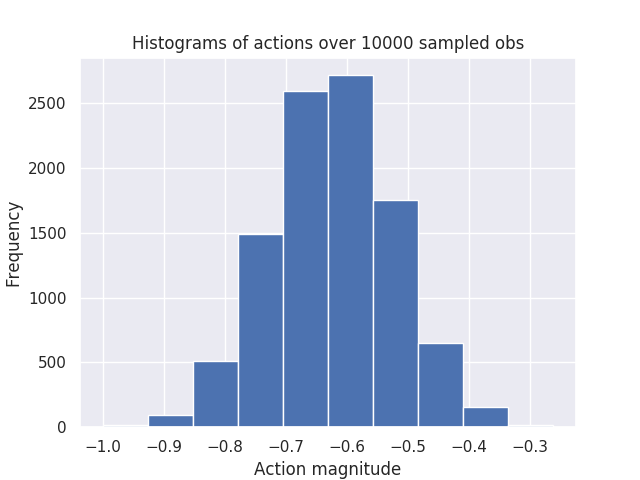 Histograms of actions over 10000 sampled obs
2500
2000
1500
1000
500
0
Frequency
−1.0 −0.9 −0.8 −0.7 −0.6 −0.5 −0.4 −0.3
Action magnitude